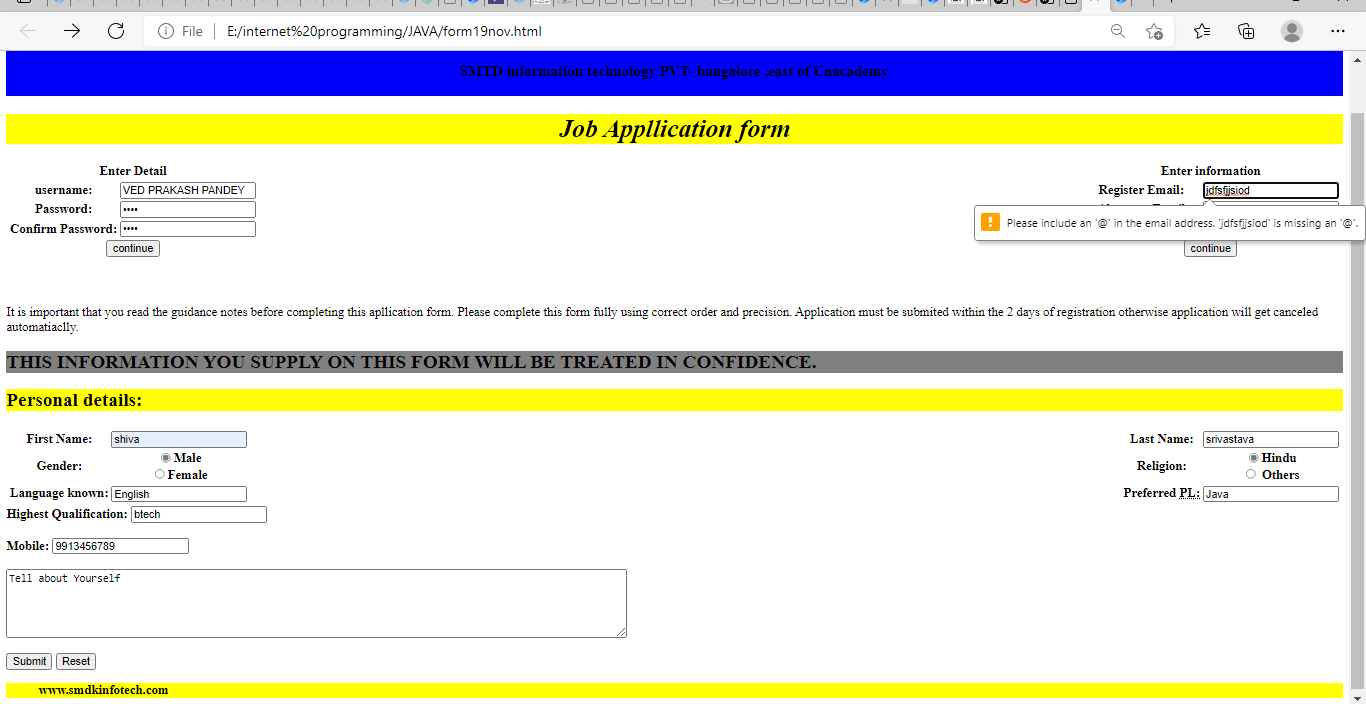 File E:/internet%20programming/JAVA/form19nov.html
SMTD information technology PVT- bangalore ,east of Unacademy
Job Appllication form
Enter Detail
username: VED PRAKASH PANDEY
Password: ••••
Confirm Password: ••••
continue
Enter information
Register Email: jdfsfjjsiod
Please include an '@' in the email address. 'jdfsfjjsiod' is missing an '@'.
continue
It is important that you read the guidance notes before completing this apllication form. Please complete this form fully using correct order and precision. Application must be submited within the 2 days of registration otherwise application will get canceled
automatiaclly.
THIS INFORMATION YOU SUPPLY ON THIS FORM WILL BE TREATED IN CONFIDENCE.
Personal details:
First Name: shiva
Last Name: srivastava
Gender: Male
Female
Religion: Hindu
Others
Language known: English
Preferred PL: Java
Highest Qualification: btech
Mobile: 9913456789
Tell about Yourself
Submit Reset
www.smdkinfotech.com